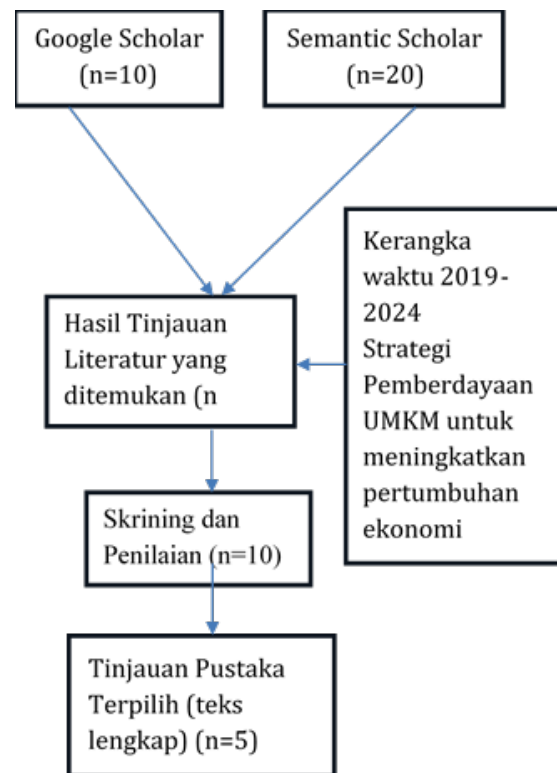 Google Scholar
(n=10)
Semantic Scholar
(n=20)
Kerangka
waktu 2019-
2024
Strategi
Pemberdayaan
UMKM untuk
meningkatkan
pertumbuhan
ekonomi
Hasil Tinjauan
Literatur yang
ditemukan (n
Skrining dan
Penilaian (n=10)
Tinjauan Pustaka
Terpilih (teks
lengkap) (n=5)